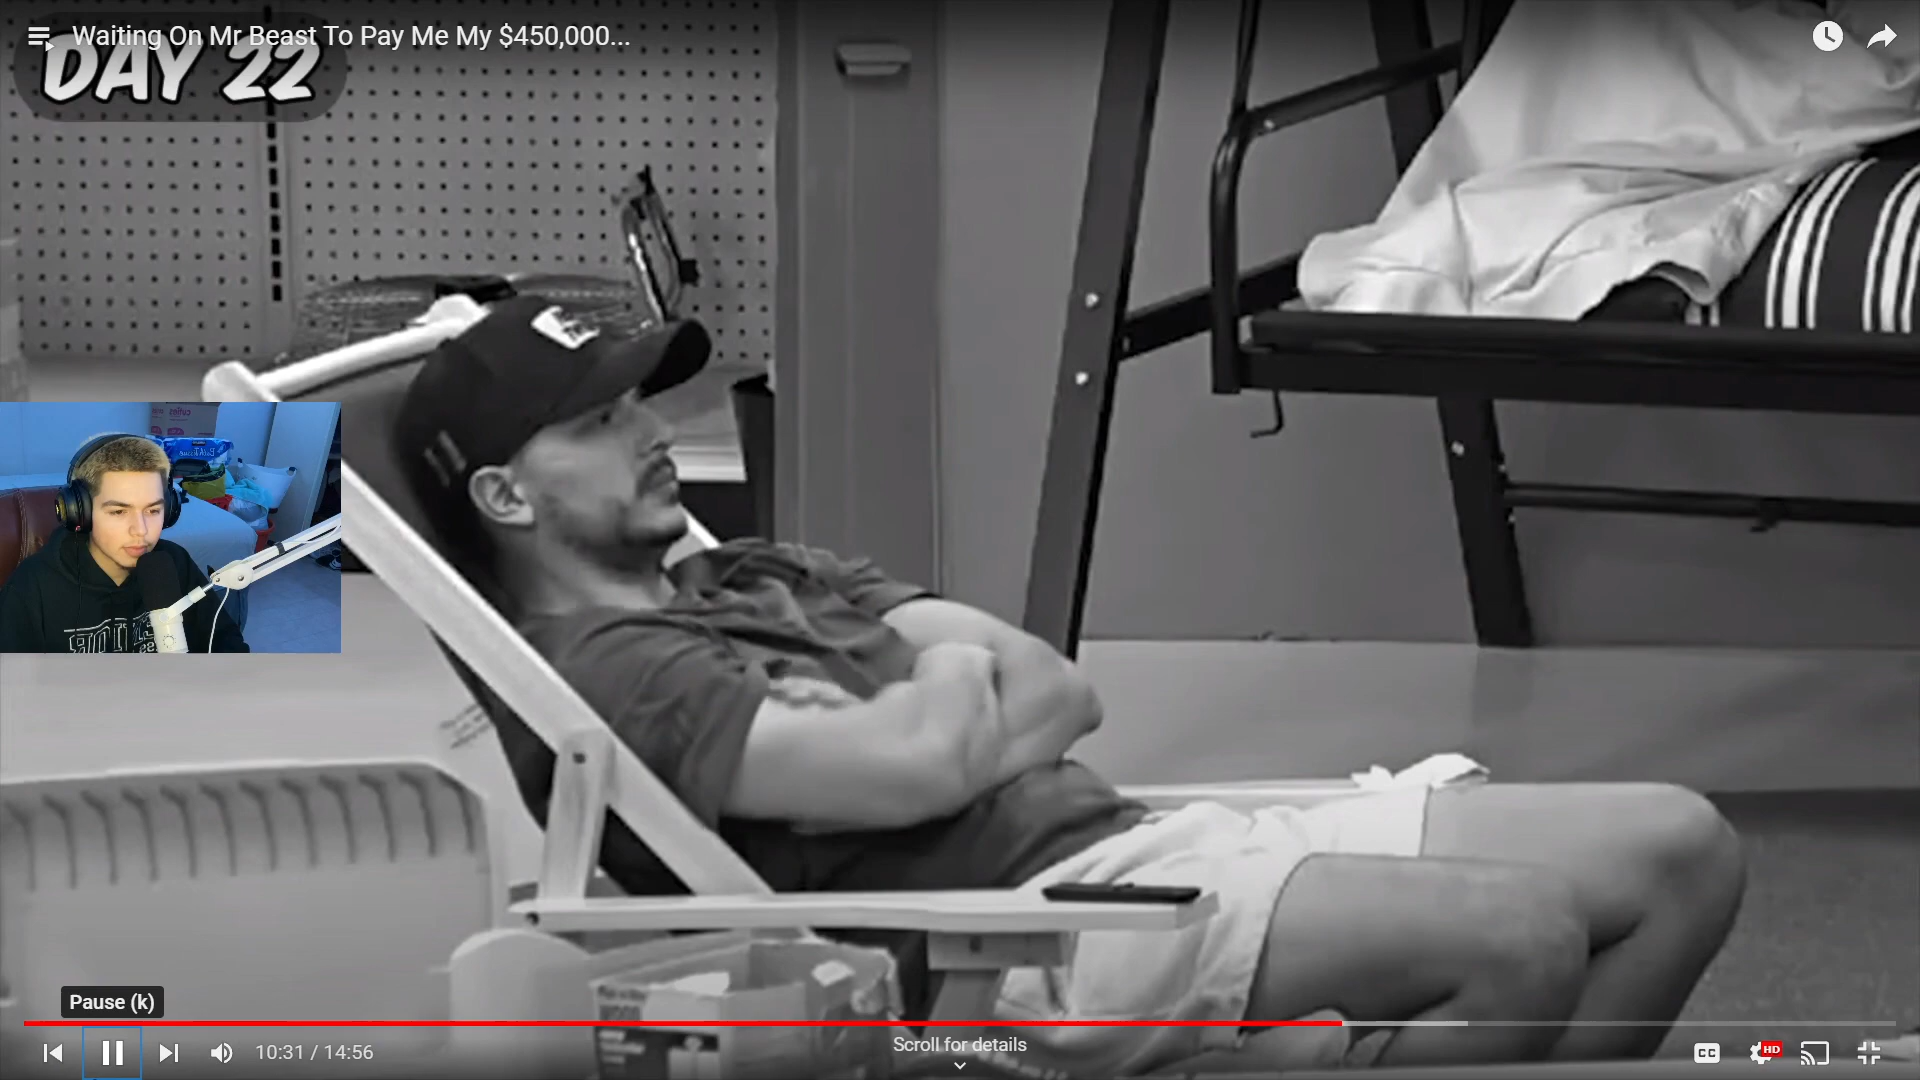 Waiting On Mr Beast To Pay Me My $450,000...
DAY 22
Pause (k)
10:31 / 14:56
Scroll for details
CC
HD